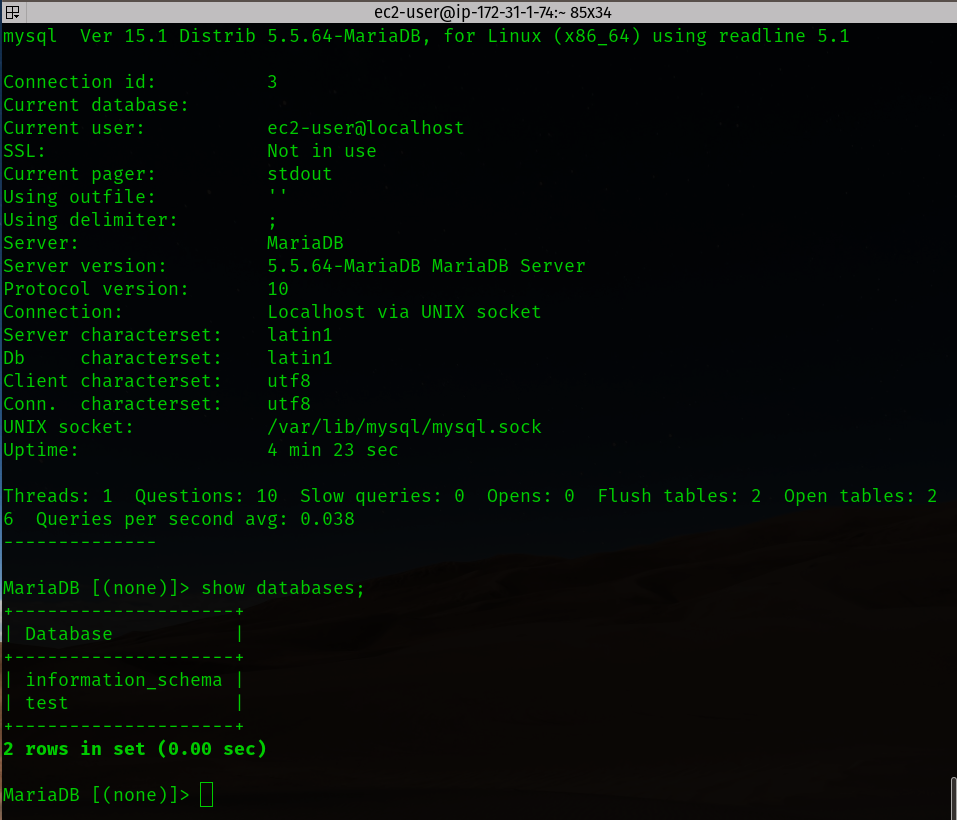 ec2-user@ip-172-31-1-74:~ 85x34
mysql  Ver 15.1 Distrib 5.5.64-MariaDB, for Linux (x86_64) using readline 5.1

Connection id:          3
Current database:
Current user:           ec2-user@localhost
SSL:                    Not in use
Current pager:          stdout
Using outfile:          ''
Using delimiter:        ;
Server:                 MariaDB
Server version:         5.5.64-MariaDB MariaDB Server
Protocol version:       10
Connection:             Localhost via UNIX socket
Server characterset:    latin1
Db     characterset:    latin1
Client characterset:    utf8
Conn.  characterset:    utf8
UNIX socket:            /var/lib/mysql/mysql.sock
Uptime:                 4 min 23 sec

Threads: 1  Questions: 10  Slow queries: 0  Opens: 0  Flush tables: 2  Open tables: 2
6  Queries per second avg: 0.038
--------------

MariaDB [(none)]> show databases;
+--------------------+
| Database           |
+--------------------+
| information_schema |
| test               |
+--------------------+
2 rows in set (0.00 sec)

MariaDB [(none)]>